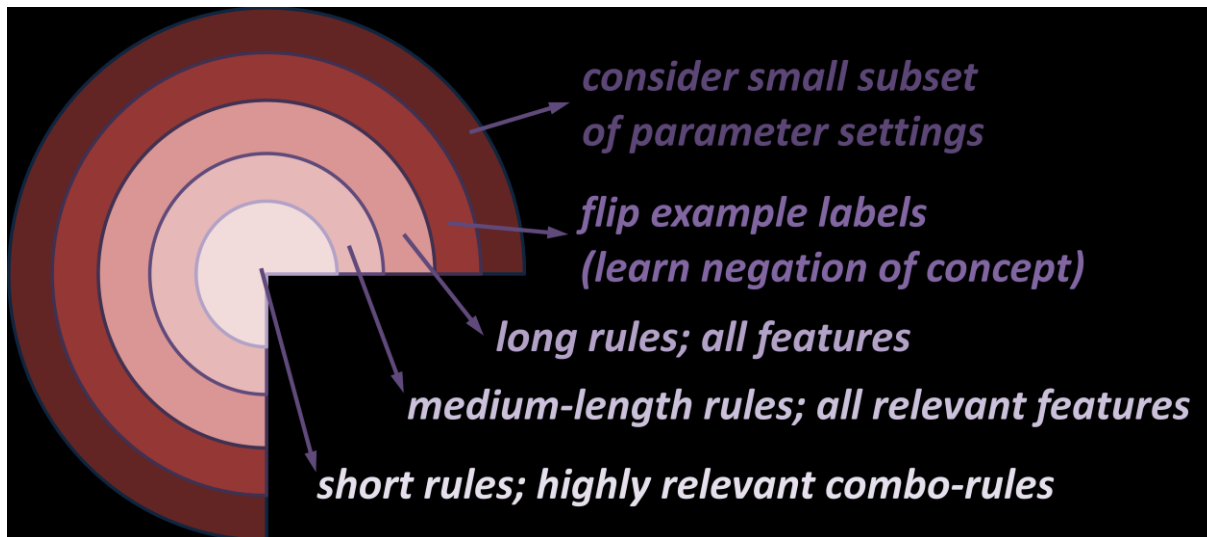 consider small subset
of parameter settings
flip example labels
(learn negation of concept)
long rules; all features
medium-length rules; all relevant features
short rules; highly relevant combo-rules